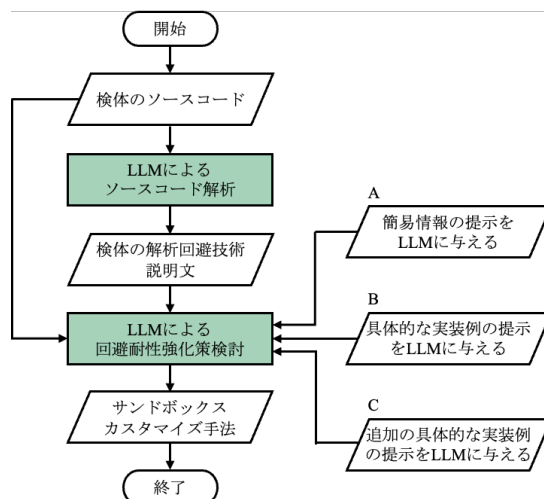 開始
検体のソースコード
LLMによる
ソースコード解析
検体の解析回避技術
説明文
LLMによる
回避耐性強化策検討
サンドボックス
カスタマイズ手法
終了
A
簡易情報の提示を
LLMに与える
B
具体的な実装例の提示
をLLMに与える
C
追加の具体的な実装例
の提示をLLMに与える